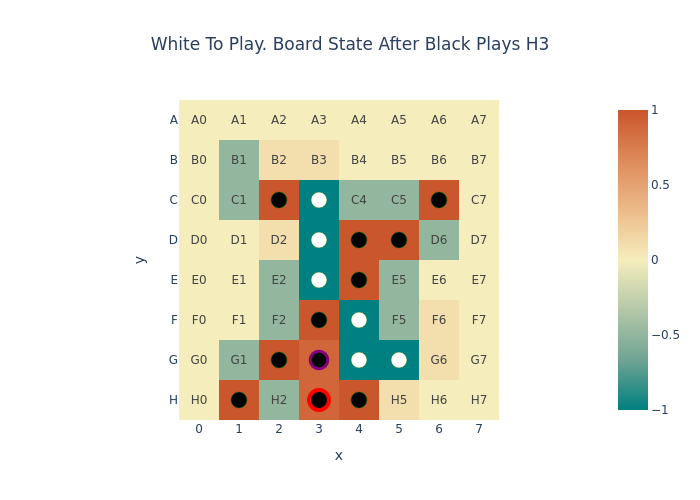 White To Play. Board State After Black Plays H3
A A0 A1 A2 A3 A4 A5 A6 A7
B B0 B1 B2 B3 B4 B5 B6 B7
C C0 C1 C4 C5 C7
D D0 D1 D2 D6 D7
E E0 E1 E2 E5 E6 E7
F F0 F1 F2 F5 F6 F7
G G0 G1 G6 G7
H H0 H2 H5 H6 H7
0 1 2 3 4 5 6 7
x
y
1
0.5
0
−0.5
−1